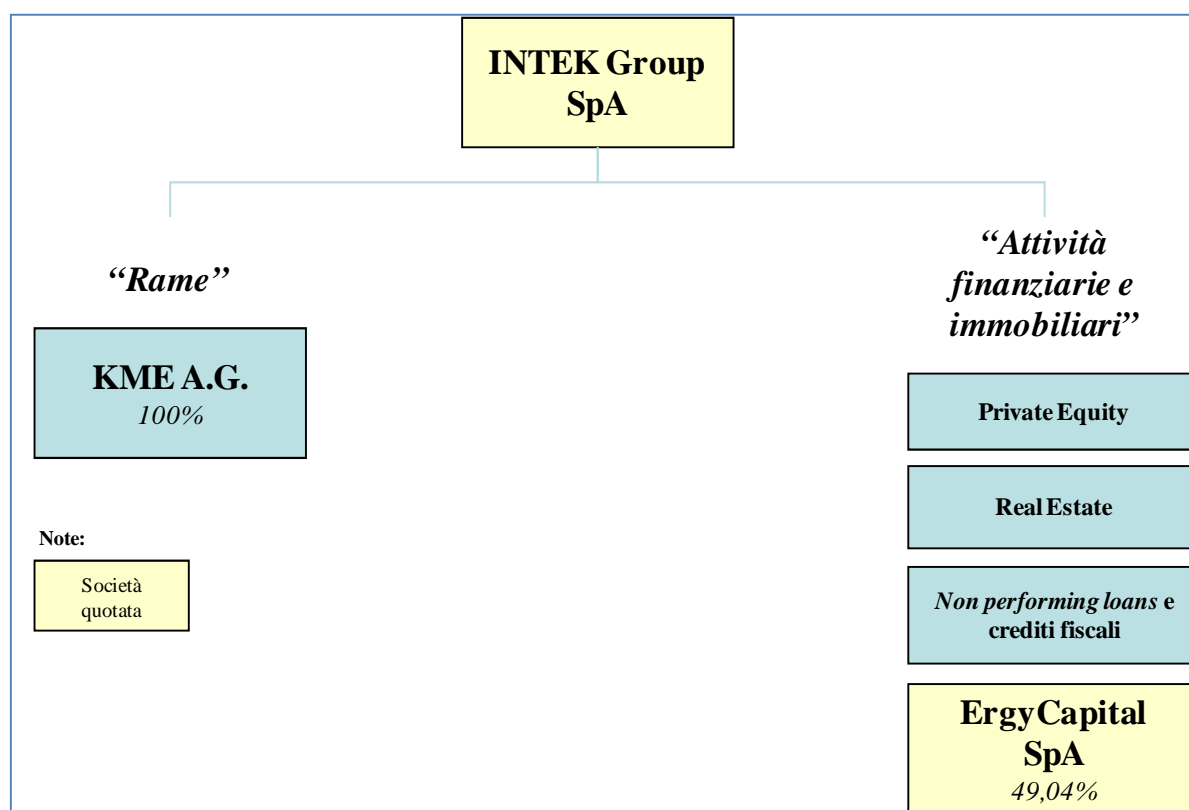 INTEK Group
SpA
“Rame”
KME A.G.
100%
Note:
Società
quotata
“Attività
finanziarie e
immobiliari”
Private Equity
Real Estate
Non performing loans e
crediti fiscali
ErgyCapital
SpA
49,04%